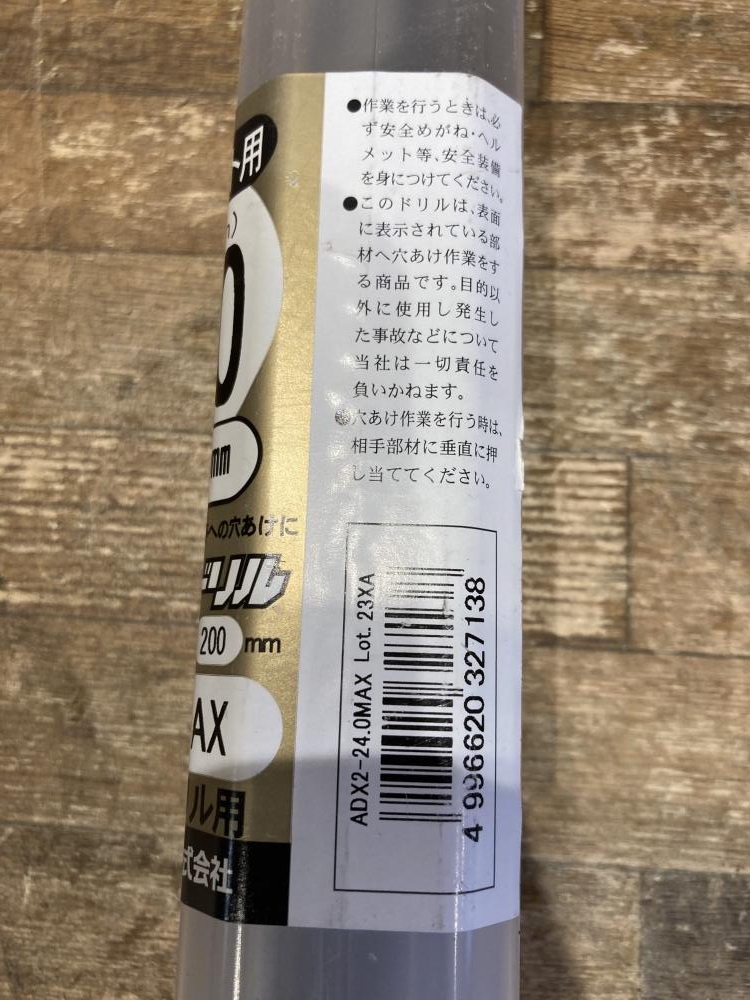 ト用
0
mm
への穴あけに
ドリル
200 mm
AX
ル用
式会社
●作業を行うときは、必
ず安全めがね・ヘル
メット等、安全装備
を身につけてください。
●このドリルは、表面
に表示されている部
材へ穴あけ作業をす
る商品です。目的以
外に使用し発生し
た事故などについて
当社は一切責任を
負いかねます。
●穴あけ作業を行う時は、
相手部材に垂直に押
し当ててください。
ADX2-24.0MAX Lot. 23XA
4 996620 327138